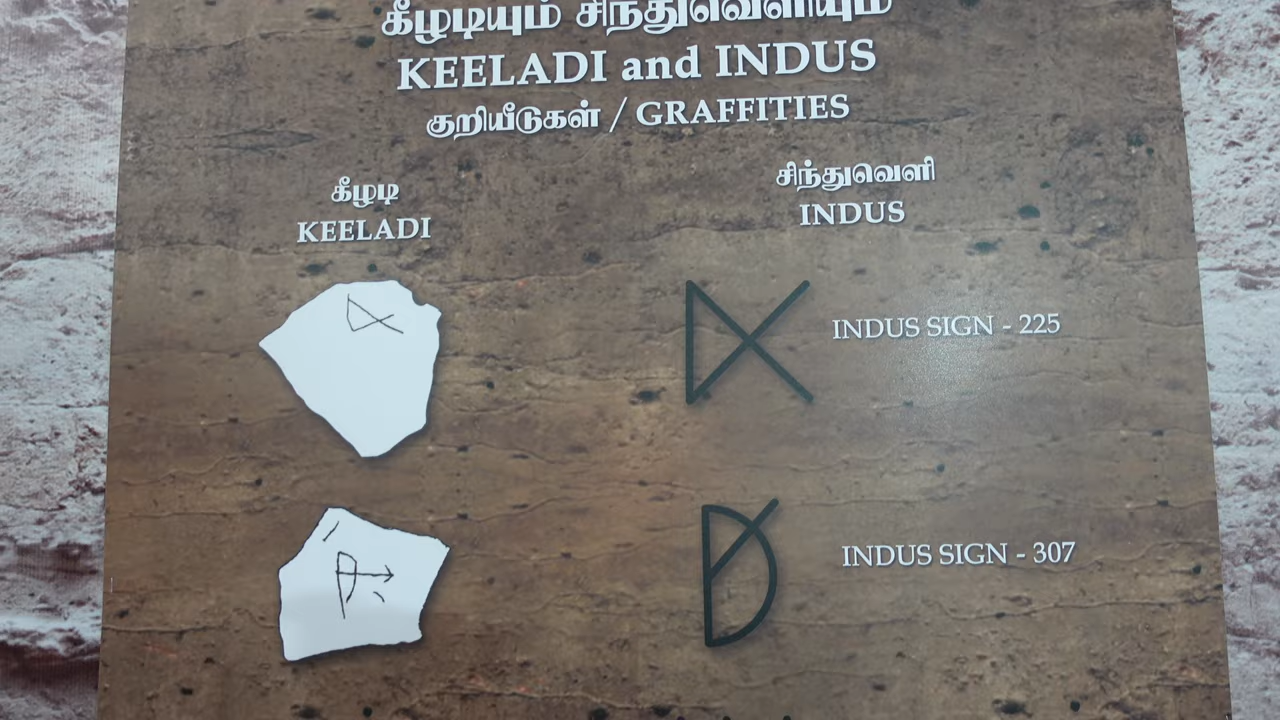 கீழடியும் சிந்துவெளியும்
KEELADI and INDUS
குறியீடுகள் / GRAFFITIES
கீழடி
KEELADI
சிந்துவெளி
INDUS
INDUS SIGN - 225
INDUS SIGN - 307